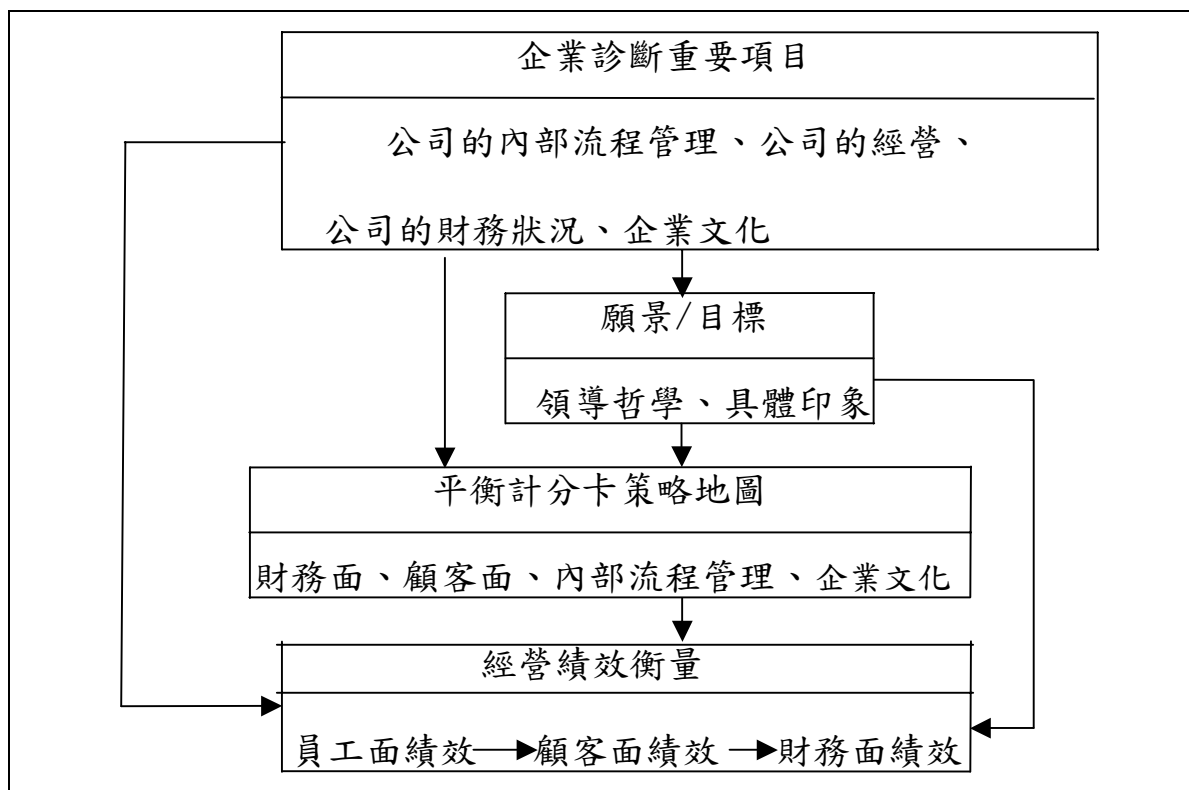 企業診斷重要項目
公司的內部流程管理、公司的經營、
公司的財務狀況、企業文化
願景/目標
領導哲學、具體印象
平衡計分卡策略地圖
財務面、顧客面、內部流程管理、企業文化
經營績效衡量
員工面績效 顧客面績效 財務面績效